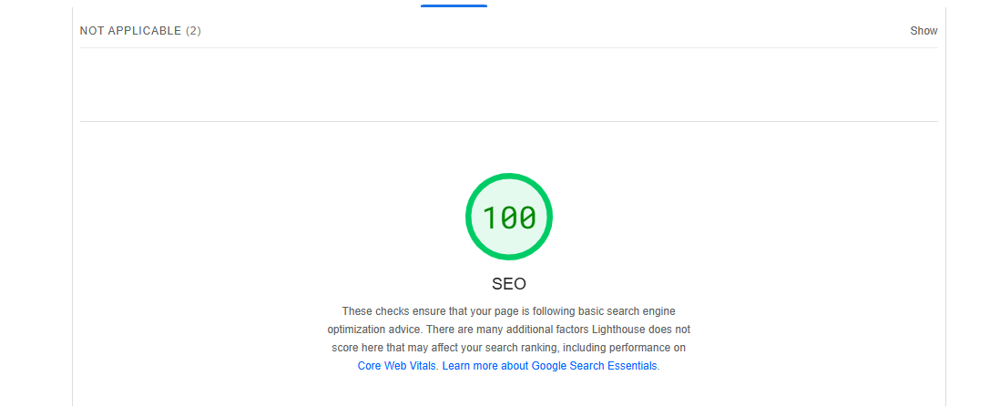 NOT APPLICABLE (2)
Show
100
SEO
These checks ensure that your page is following basic search engine
optimization advice. There are many additional factors Lighthouse does not
score here that may affect your search ranking, including performance on
Core Web Vitals. Learn more about Google Search Essentials.